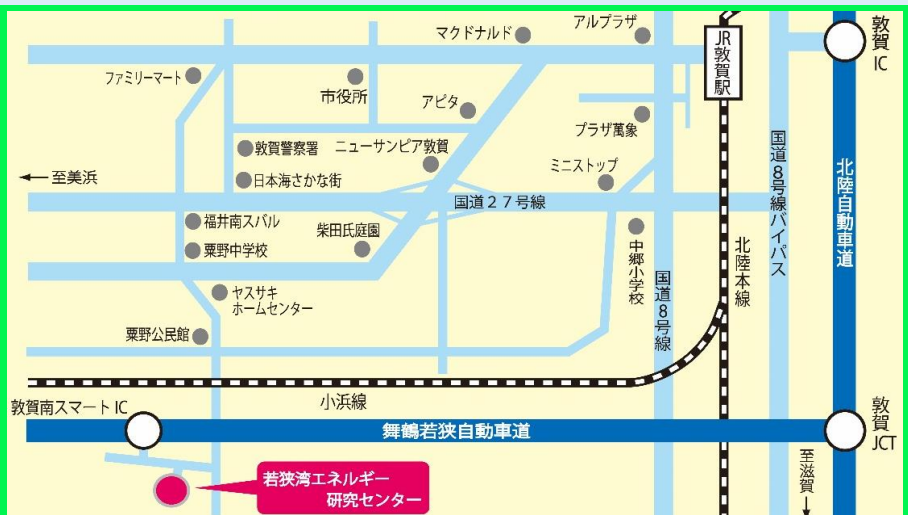 マクドナルド
アルプラザ
敦賀
IC
JR敦賀駅
ファミリーマート
市役所
アピタ
プラザ萬象
敦賀警察署
ニューサンピア敦賀
ミニストップ
国道8号線バイパス
北陸自動車道
←至美浜
日本海さかな街
国道27号線
福井南スバル
柴田氏庭園
粟野中学校
中郷小学校
国道8号線
北陸本線
ヤスサキ
ホームセンター
粟野公民館
小浜線
敦賀南スマートIC
舞鶴若狭自動車道
敦賀
JCT
至滋賀
若狭湾エネルギー
研究センター